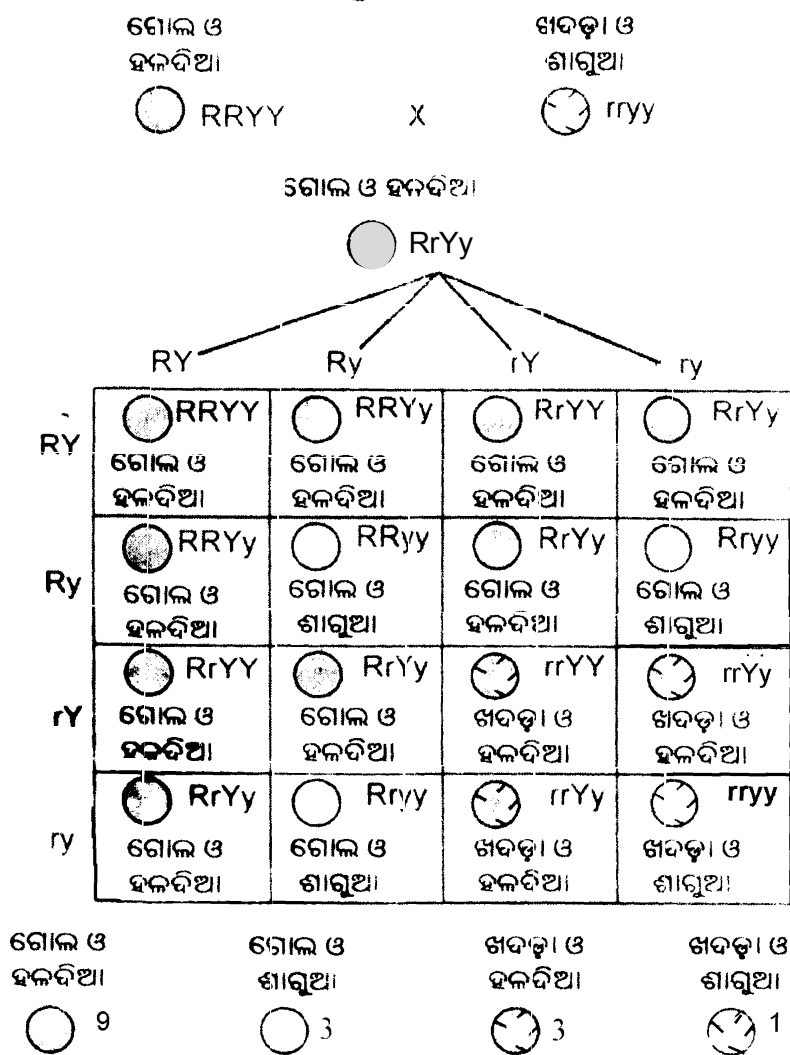 ଗୋଲ ଓ ଖଦଡ଼ା ଓ
ହଳଦିଆ ଶାଗୁଆ
RRYY X rryy
ଗୋଲ ଓ ହଳଦିଆ
RrYy
RY Ry rY ry
RY RRYY RRYy RrYY RrYy
ଗୋଲ ଓ ଗୋଲ ଓ ଗୋଲ ଓ ଗୋଲ ଓ
ହଳଦିଆ ହଳଦିଆ ହଳଦିଆ ହଳଦିଆ
Ry RRYy RRyy RrYy Rryy
ଗୋଲ ଓ ଗୋଲ ଓ ଗୋଲ ଓ ଗୋଲ ଓ
ହଳଦିଆ ଶାଗୁଆ ହଳଦିଆ ଶାଗୁଆ
rY RrYY RrYy rrYY rrYy
ଗୋଲ ଓ ଗୋଲ ଓ ଖଦଡ଼ା ଓ ଖଦଡ଼ା ଓ
ହଳଦିଆ ହଳଦିଆ ହଳଦିଆ ହଳଦିଆ
ry RrYy Rryy rrYy rryy
ଗୋଲ ଓ ଗୋଲ ଓ ଖଦଡ଼ା ଓ ଖଦଡ଼ା ଓ
ହଳଦିଆ ଶାଗୁଆ ହଳଦିଆ ଶାଗୁଆ
ଗୋଲ ଓ ଗୋଲ ଓ ଖଦଡ଼ା ଓ ଖଦଡ଼ା ଓ
ହଳଦିଆ ଶାଗୁଆ ହଳଦିଆ ଶାଗୁଆ
9 3 3 1